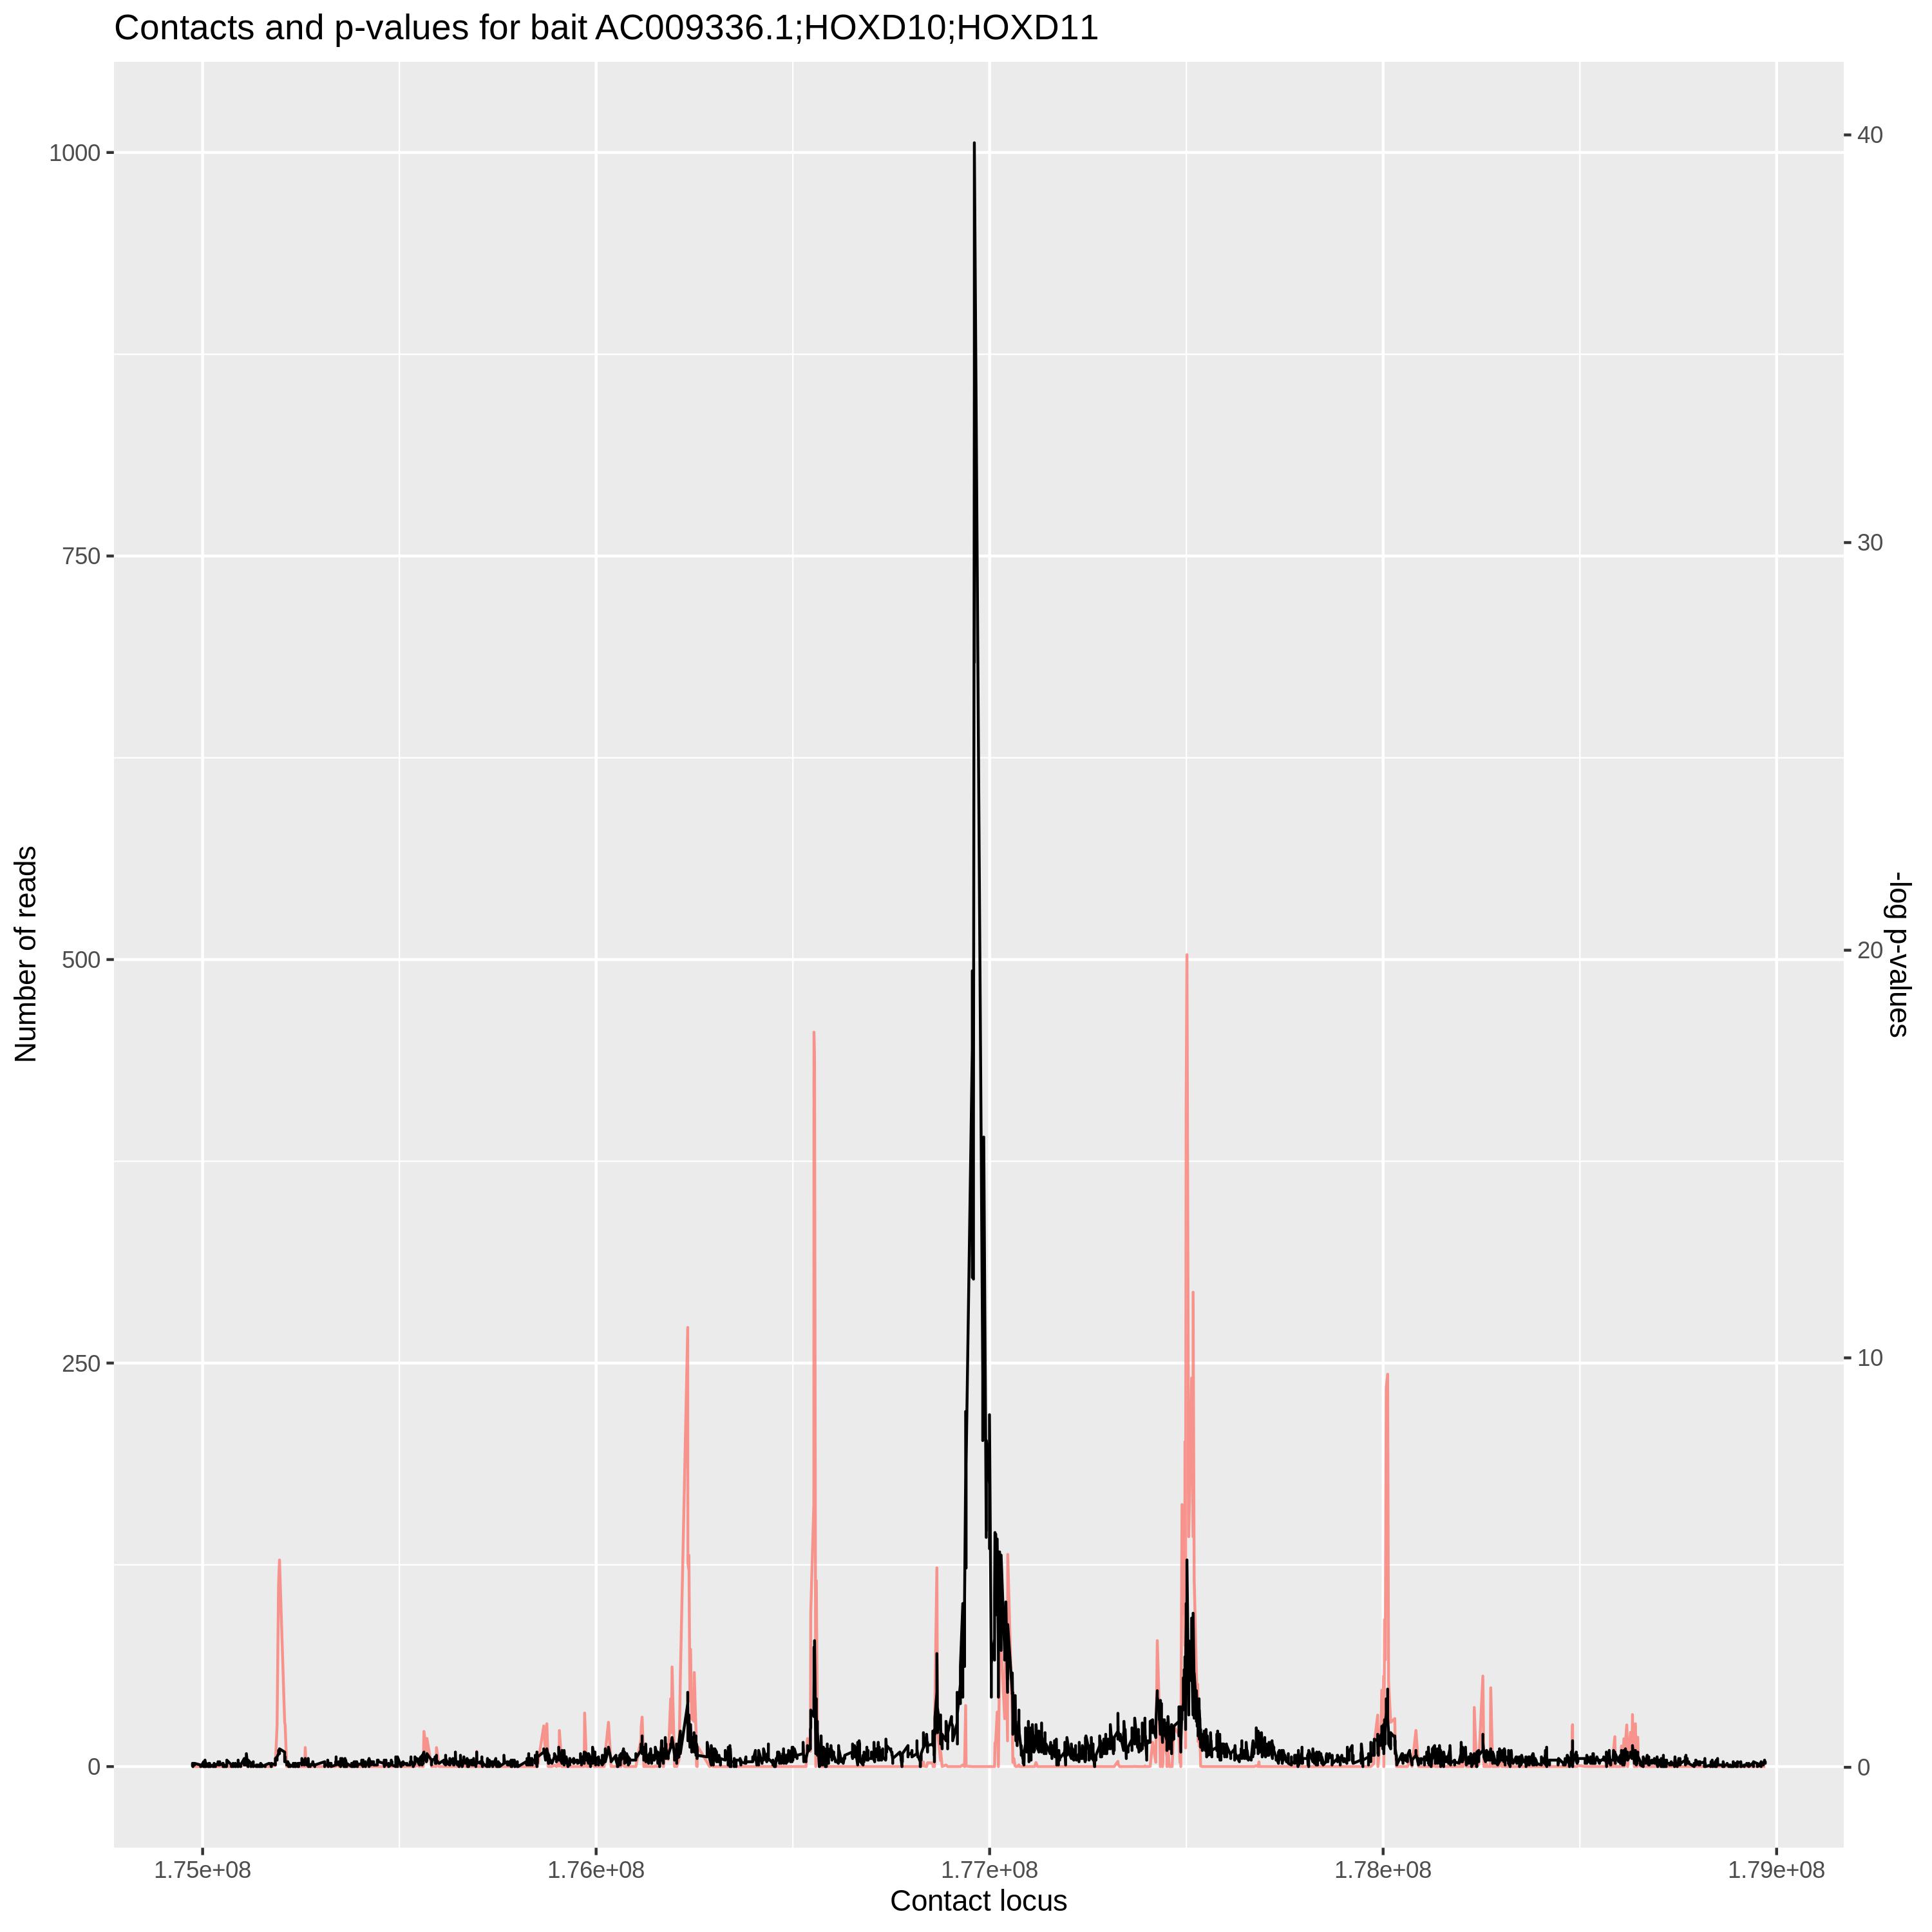 Contacts and p-values for bait AC009336.1;HOXD10;HOXD11
1000
750
500
250
0
Number of reads
40
30
20
10
0
-log p-values
1.75e+08 1.76e+08 1.77e+08 1.78e+08 1.79e+08
Contact locus